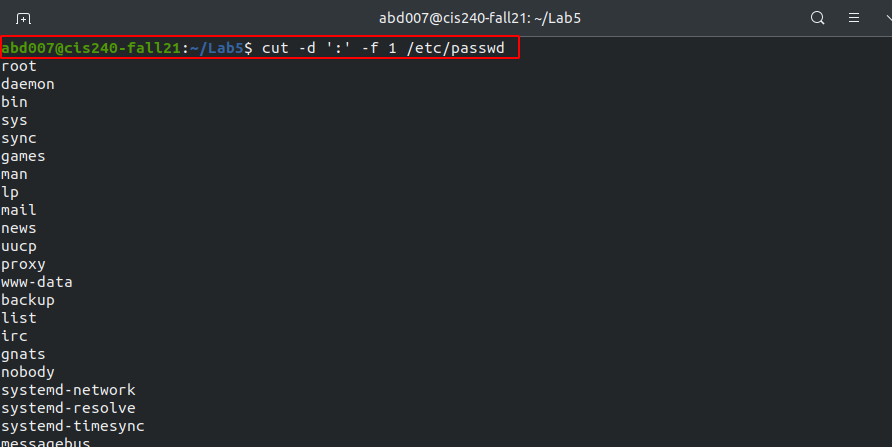 abd007@cis240-fall21: ~/Lab5
abd007@cis240-fall21:~/Lab5$ cut -d ':' -f 1 /etc/passwd
root
daemon
bin
sys
sync
games
man
lp
mail
news
uucp
proxy
www-data
backup
list
irc
gnats
nobody
systemd-network
systemd-resolve
systemd-timesync
messagebus